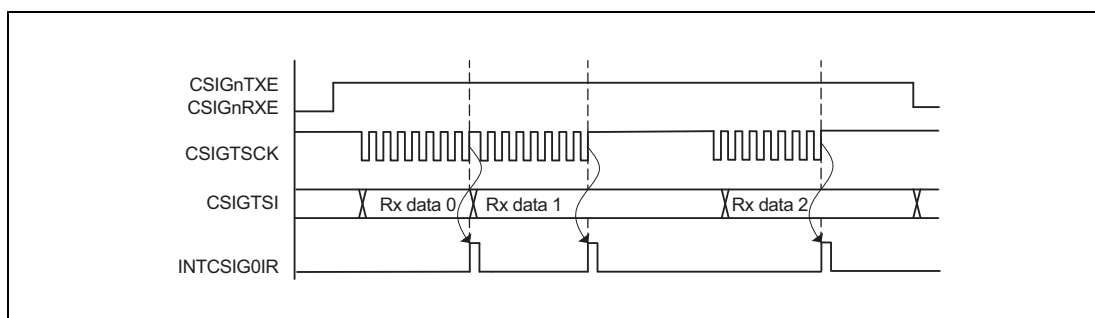 CSIGnTXE
CSIGnRXE
CSIGTSCK
CSIGTSI
Rx data 0
Rx data 1
Rx data 2
INTCSIG0IR